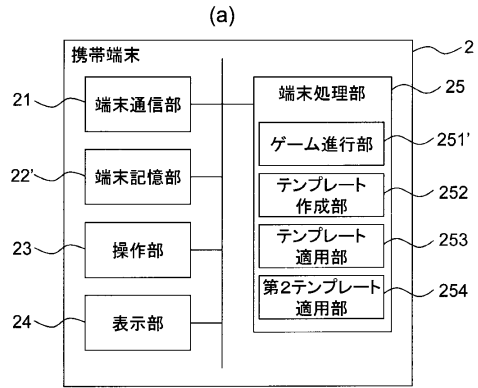 (a)
携帯端末
2
21
端末通信部
22'
端末記憶部
23
操作部
24
表示部
端末処理部
25
ゲーム進行部
251'
テンプレート
作成部
252
テンプレート
適用部
253
第2テンプレート
適用部
254